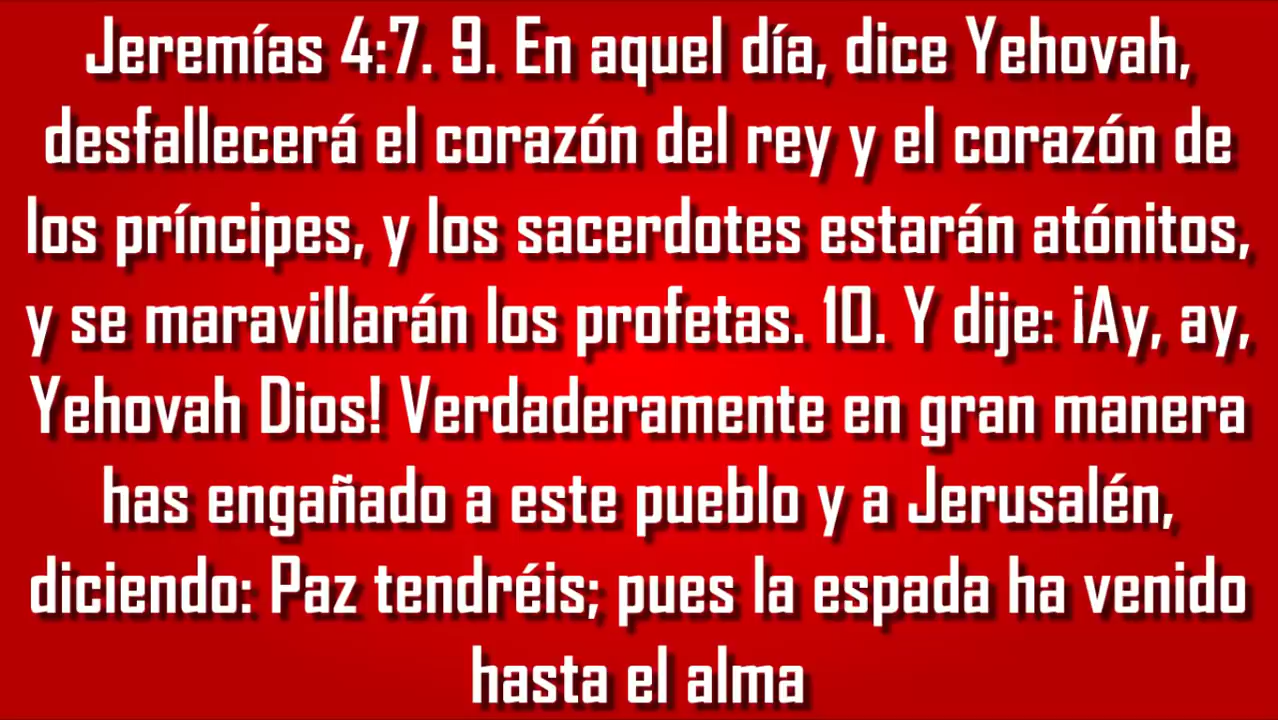 Jeremías 4:7. 9. En aquel día, dice Yehovah,
desfallecerá el corazón del rey y el corazón de
los príncipes, y los sacerdotes estarán atónitos,
y se maravillarán los profetas. 10. Y dije: ¡Ay, ay,
Yehovah Dios! Verdaderamente en gran manera
has engañado a este pueblo y a Jerusalén,
diciendo: Paz tendréis; pues la espada ha venido
hasta el alma